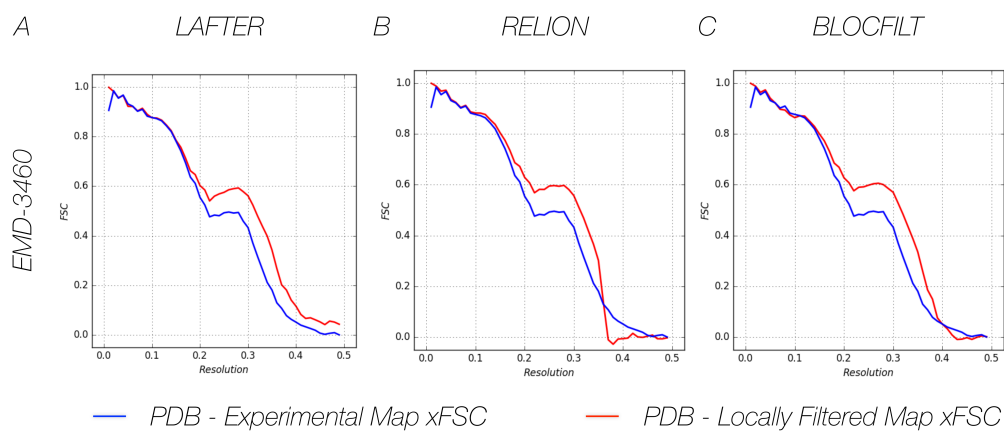 A LAFTER B RELION C BLOCFILT
EMD-3460
FSC
1.0
0.8
0.6
0.4
0.2
0.0
0.0 0.1 0.2 0.3 0.4 0.5
Resolution
FSC
1.0
0.8
0.6
0.4
0.2
0.0
0.0 0.1 0.2 0.3 0.4 0.5
Resolution
FSC
1.0
0.8
0.6
0.4
0.2
0.0
0.0 0.1 0.2 0.3 0.4 0.5
Resolution
PDB - Experimental Map xFSC PDB - Locally Filtered Map xFSC